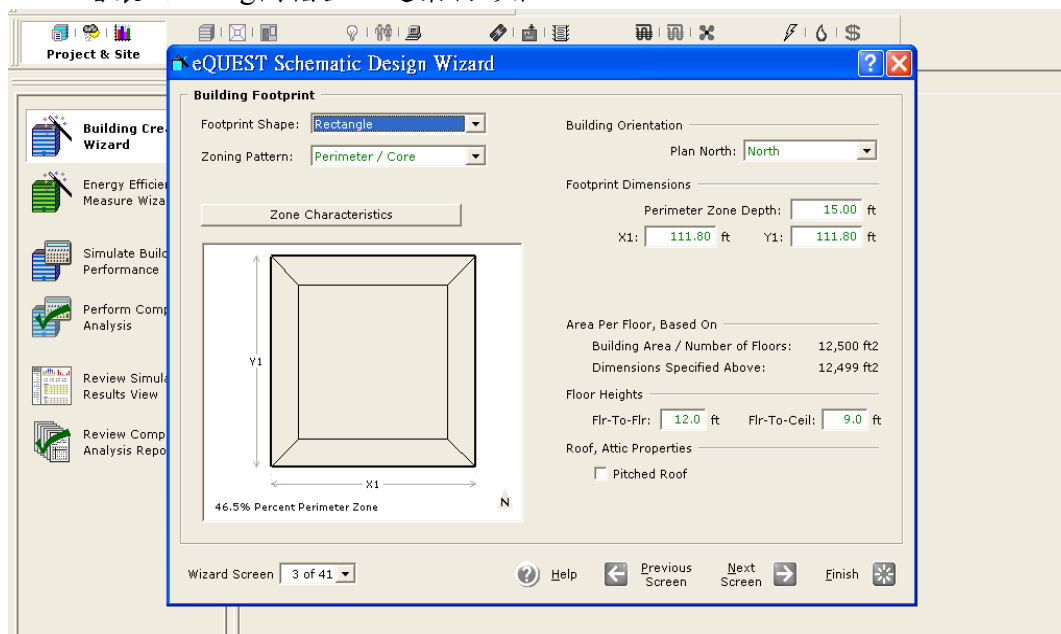 Project & Site
eQUEST Schematic Design Wizard
Building Footprint
Footprint Shape: Rectangle
Zoning Pattern: Perimeter / Core
Zone Characteristics
Y1
X1
46.5% Percent Perimeter Zone
N
Building Orientation
Plan North: North
Footprint Dimensions
Perimeter Zone Depth: 15.00 ft
X1: 111.80 ft Y1: 111.80 ft
Area Per Floor, Based On
Building Area / Number of Floors: 12,500 ft2
Dimensions Specified Above: 12,499 ft2
Floor Heights
Flr-To-Flr: 12.0 ft Flr-To-Ceil: 9.0 ft
Roof, Attic Properties
Pitched Roof
Wizard Screen 3 of 41
Help
Previous
Screen
Next
Screen
Finish
Building Cre
Wizard
Energy Efficie
Measure Wiza
Simulate Build
Performance
Perform Comp
Analysis
Review Simula
Results View
Review Comp
Analysis Repo